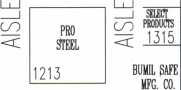 AISLE
PRO
STEEL
1213
AISLE
SELECT
PRODUCTS
1315
BUMIL SAFE
MFG. CO.